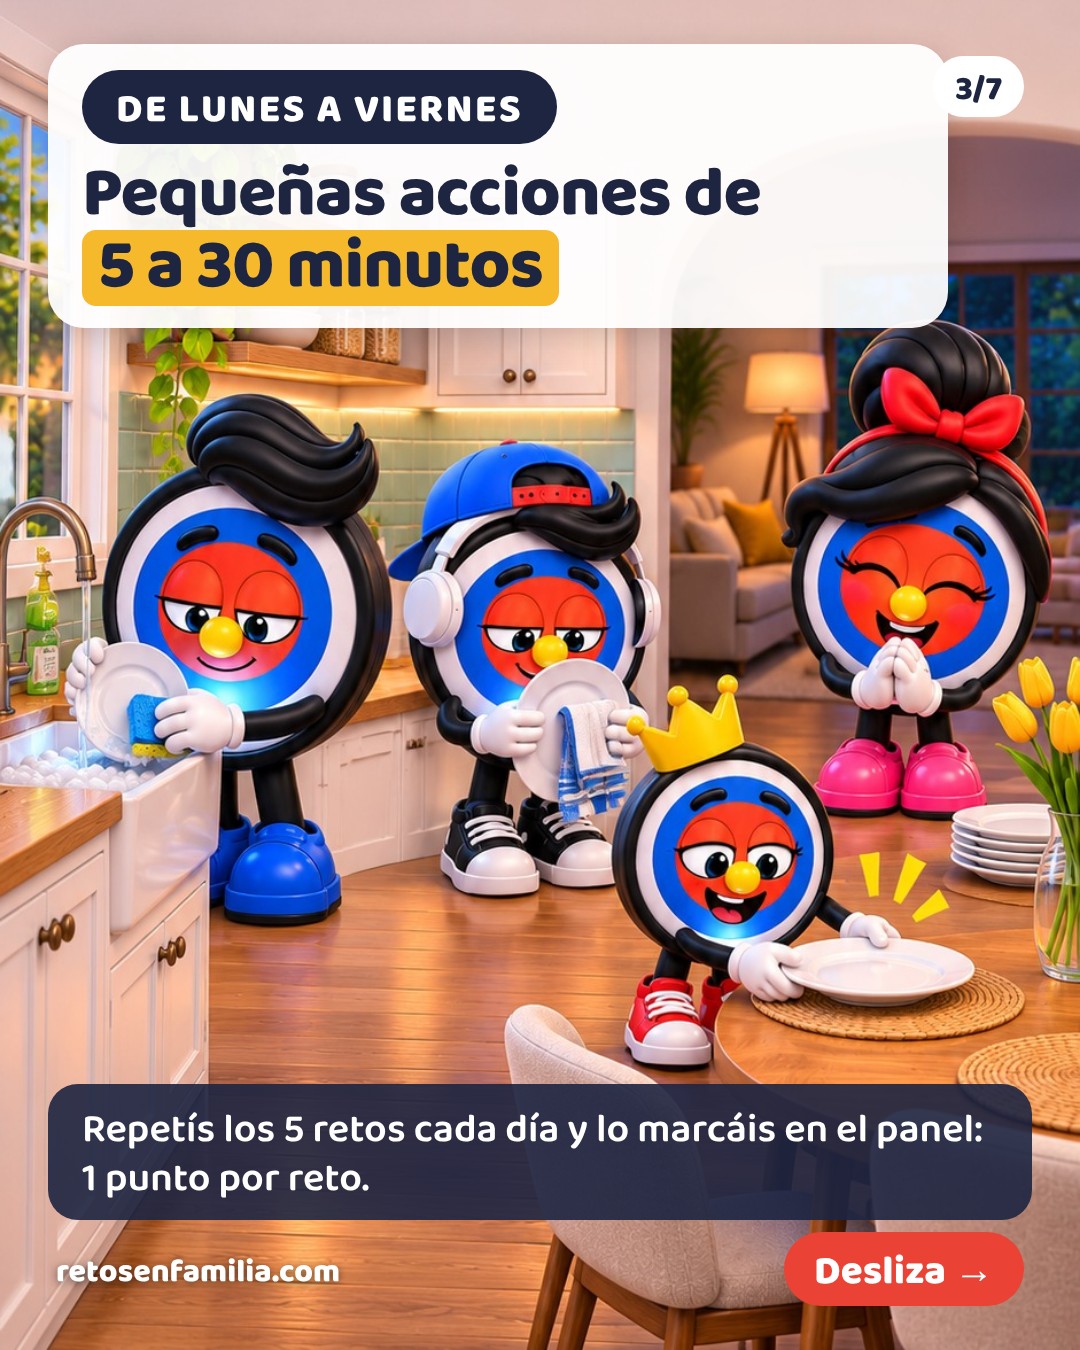 DE LUNES A VIERNES
3/7
Pequeñas acciones de
5 a 30 minutos
Repetís los 5 retos cada día y lo marcáis en el panel:
1 punto por reto.
retosenfamilia.com
Desliza →